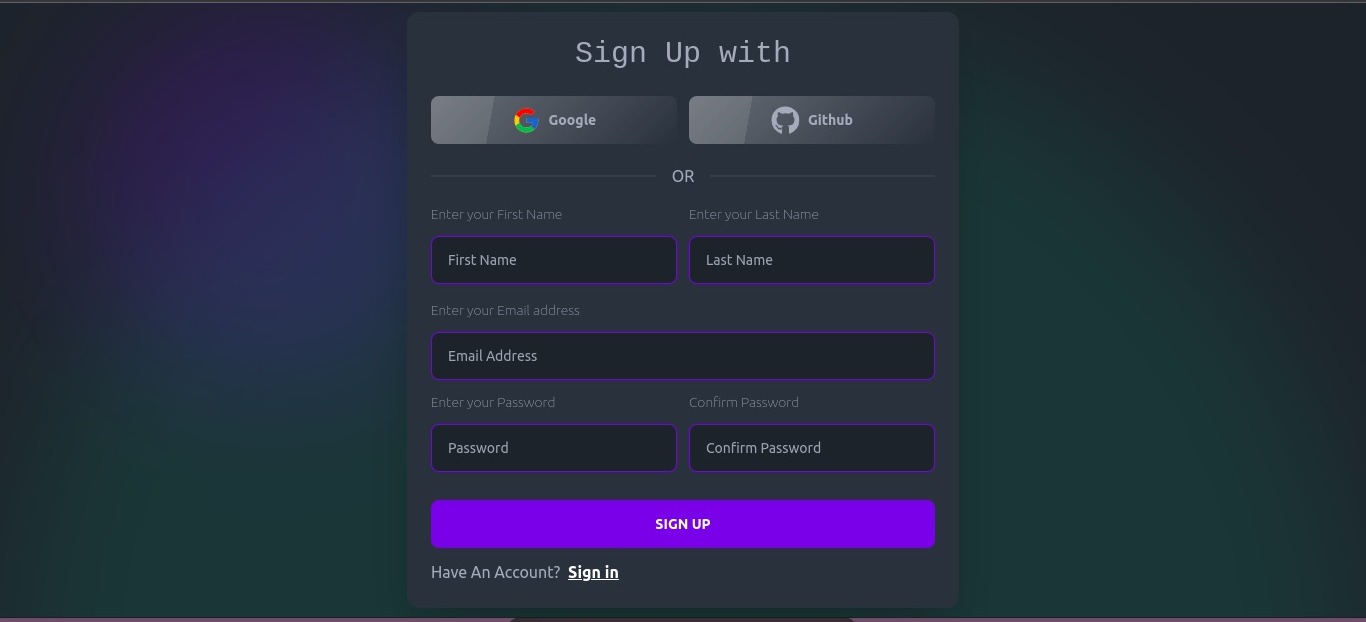 Sign Up with
Google Github
OR
Enter your First Name Enter your Last Name
First Name Last Name
Enter your Email address
Email Address
Enter your Password Confirm Password
Password Confirm Password
SIGN UP
Have An Account? Sign in